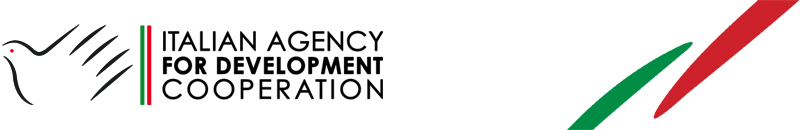 ITALIAN AGENCY
FOR DEVELOPMENT
COOPERATION